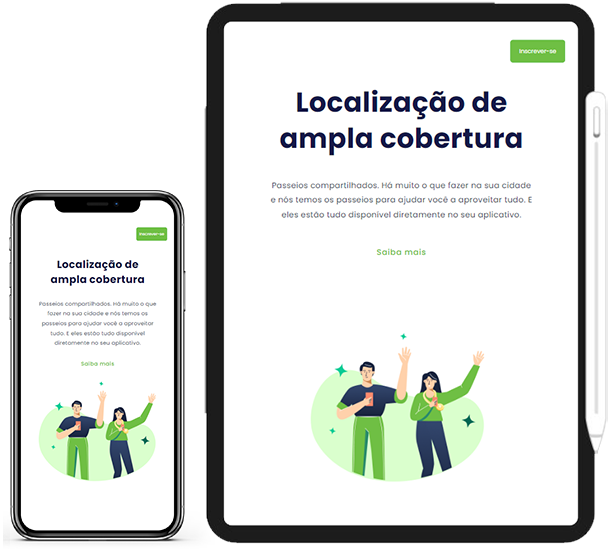 Inscrever-se
Localização de
ampla cobertura
Passeios compartilhados. Há muito o que
fazer na sua cidade e nós temos os
passeios para ajudar você a aproveitar
tudo. E eles estão tudo disponível
diretamente no seu aplicativo.
Saiba mais
Inscrever-se
Localização de
ampla cobertura
Passeios compartilhados. Há muito o que fazer na sua cidade
e nós temos os passeios para ajudar você a aproveitar tudo. E
eles estão tudo disponível diretamente no seu aplicativo.
Saiba mais